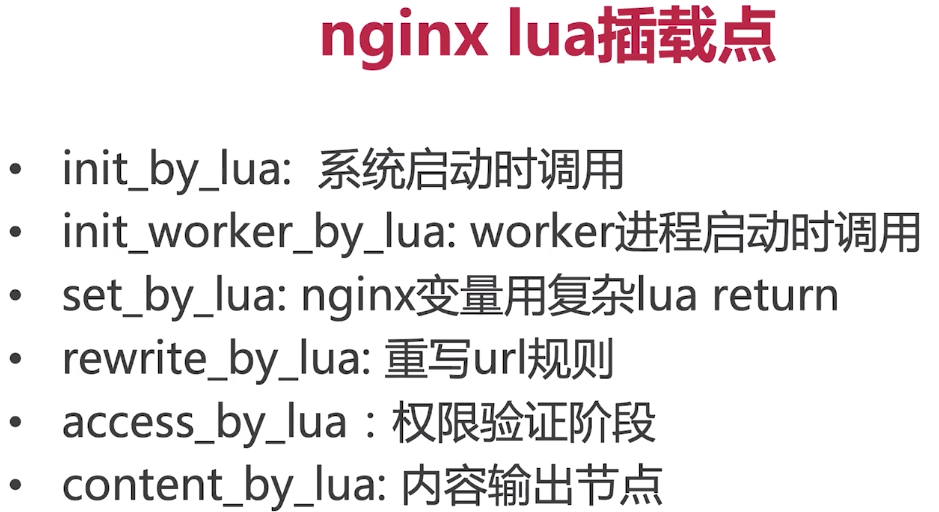 nginx lua插载点
• init_by_lua: 系统启动时调用
• init_worker_by_lua: worker进程启动时调用
• set_by_lua: nginx变量用复杂lua return
• rewrite_by_lua: 重写url规则
• access_by_lua：权限验证阶段
• content_by_lua: 内容输出节点